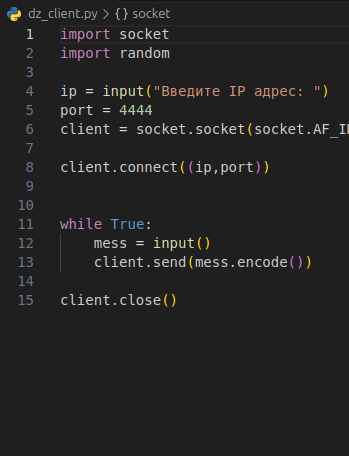 dz_client.py > {} socket
1 import socket
2 import random
3
4 ip = input("Введите IP адрес: ")
5 port = 4444
6 client = socket.socket(socket.AF_I
7
8 client.connect((ip,port))
9
10
11 while True:
12     mess = input()
13     client.send(mess.encode())
14
15 client.close()